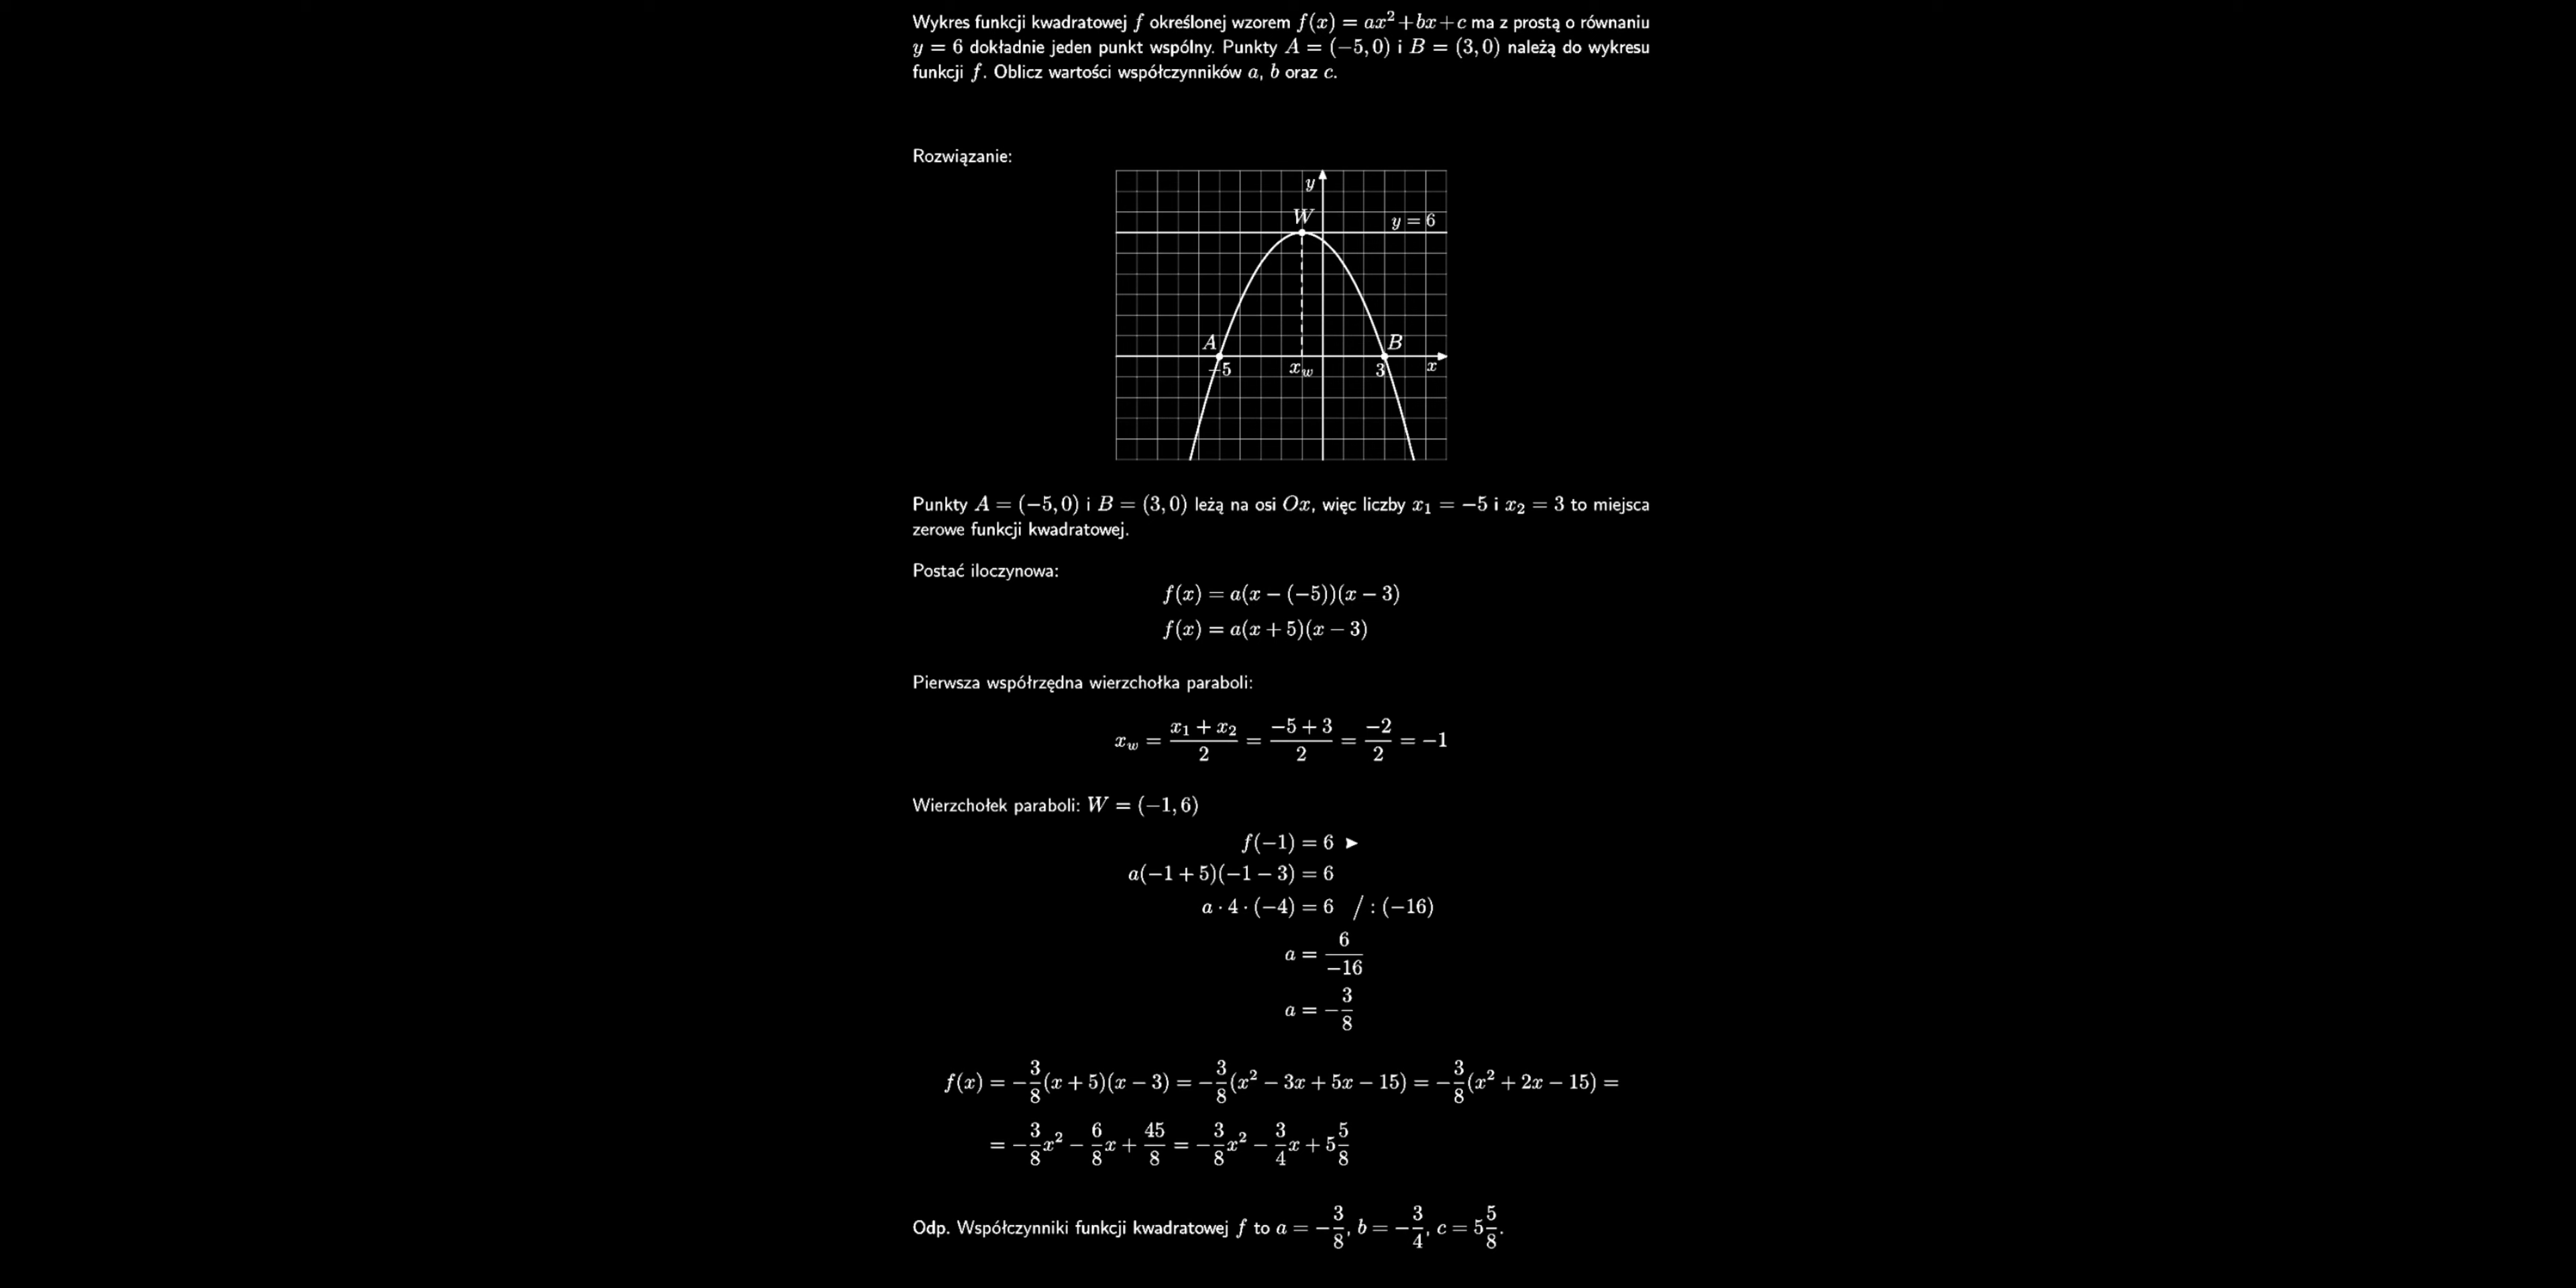 Wykres funkcji kwadratowej f określonej wzorem f(x) = ax² + bx + c ma z prostą o równaniu
y = 6 dokładnie jeden punkt wspólny. Punkty A = (−5, 0) i B = (3, 0) należą do wykresu
funkcji f. Oblicz wartości współczynników a, b oraz c.
Rozwiązanie:
y
W
y = 6
A
B
−5
x_w
3
x
Punkty A = (−5, 0) i B = (3, 0) leżą na osi Ox, więc liczby x₁ = −5 i x₂ = 3 to miejsca
zerowe funkcji kwadratowej.
Postać iloczynowa:
f(x) = a(x − (−5))(x − 3)
f(x) = a(x + 5)(x − 3)
Pierwsza współrzędna wierzchołka paraboli:
x_w = (x₁ + x₂)/2 = (−5 + 3)/2 = −2/2 = −1
Wierzchołek paraboli: W = (−1, 6)
f(−1) = 6 ➤
a(−1 + 5)(−1 − 3) = 6
a · 4 · (−4) = 6 / : (−16)
a = 6/−16
a = −3/8
f(x) = −3/8(x + 5)(x − 3) = −3/8(x² − 3x + 5x − 15) = −3/8(x² + 2x − 15) =
= −3/8x² − 6/8x + 45/8 = −3/8x² − 3/4x + 5 5/8
Odp. Współczynniki funkcji kwadratowej f to a = −3/8, b = −3/4, c = 5 5/8.